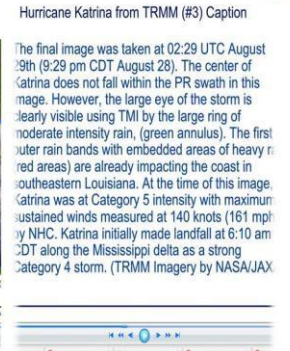 Hurricane Katrina from TRMM (#3) Caption
The final image was taken at 02:29 UTC August
29th (9:29 pm CDT August 28). The center of
Katrina does not fall within the PR swath in this
image. However, the large eye of the storm is
clearly visible using TMI by the large ring of
moderate intensity rain, (green annulus). The first
outer rain bands with embedded areas of heavy
(red areas) are already impacting the coast in
southeastern Louisiana. At the time of this image,
Katrina was at Category 5 intensity with maximum
sustained winds measured at 140 knots (161 mph
by NHC. Katrina initially made landfall at 6:10 am
CDT along the Mississippi delta as a strong
Category 4 storm. (TRMM Imagery by NASA/JAX